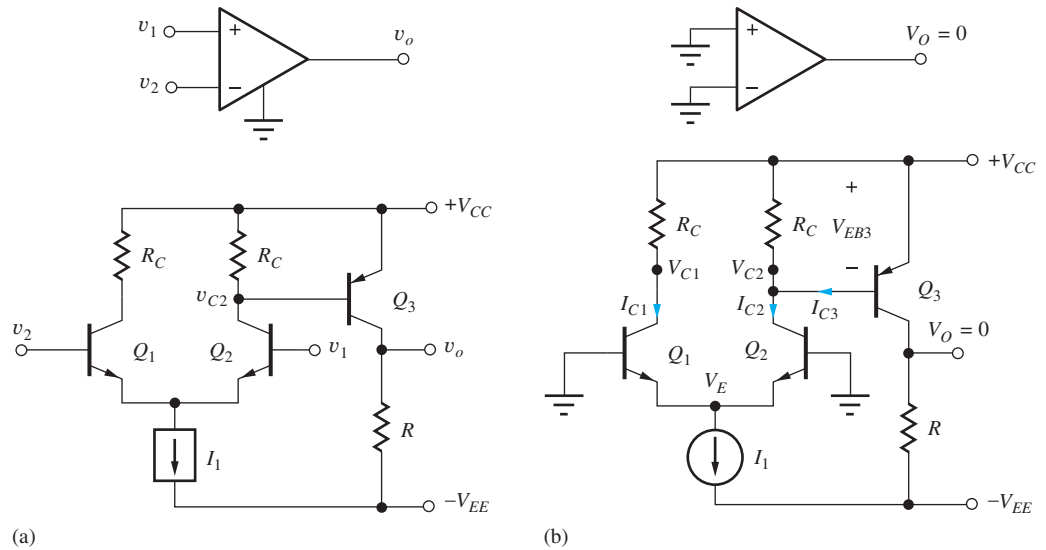 v1
+
vo
v2
−
+VCC
RC
RC
vC2
Q3
v2
Q1
Q2
v1
vo
R
I1
−VEE
(a)
+
VO = 0
−
+VCC
+
RC
RC
VEB3
VC1
VC2
−
Q3
IC1
IC2
IC3
VO = 0
Q1
Q2
VE
R
I1
−VEE
(b)